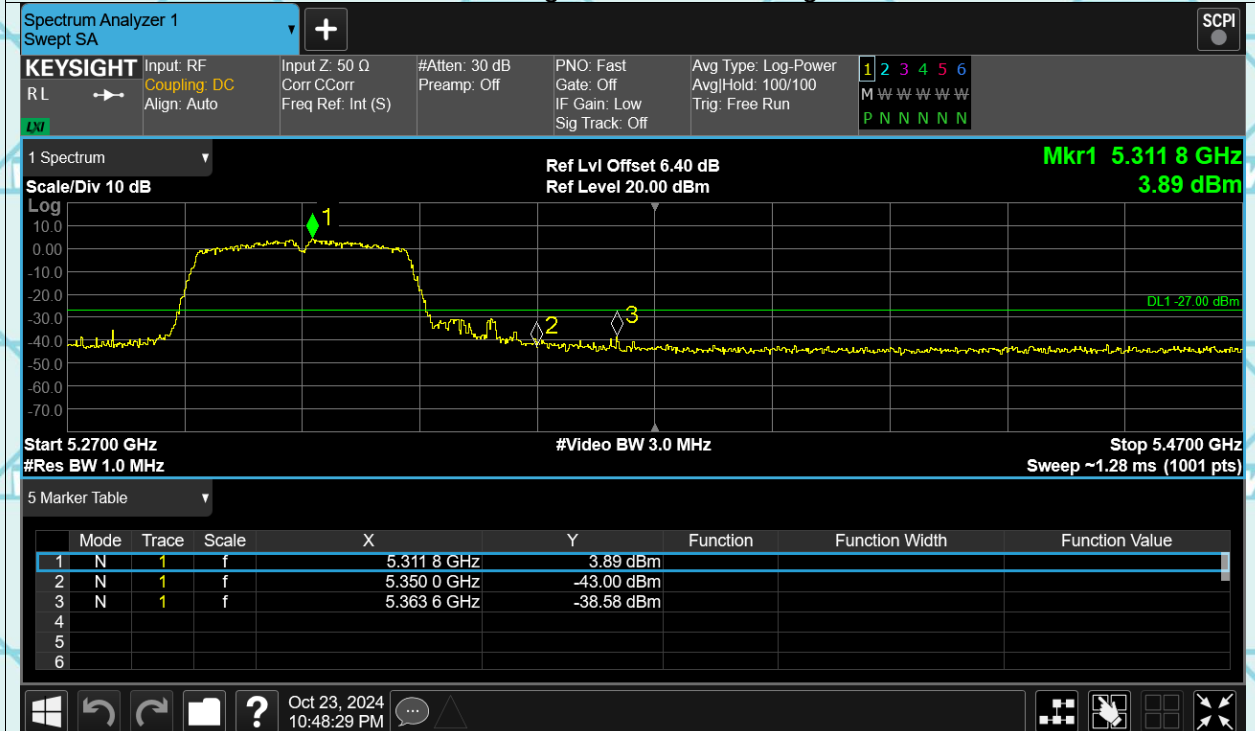 Spectrum Analyzer 1
Swept SA
+
SCPI
KEYSIGHT
RL
LXI
Input: RF
Coupling: DC
Align: Auto
Input Z: 50 Ω
Corr CCorr
Freq Ref: Int (S)
#Atten: 30 dB
Preamp: Off
PNO: Fast
Gate: Off
IF Gain: Low
Sig Track: Off
Avg Type: Log-Power
Avg|Hold: 100/100
Trig: Free Run
1 2 3 4 5 6
M W W W W W
P N N N N N
1 Spectrum
Scale/Div 10 dB
Ref Lvl Offset 6.40 dB
Ref Level 20.00 dBm
Mkr1 5.311 8 GHz
3.89 dBm
Log
10.0
0.00
-10.0
-20.0
-30.0
-40.0
-50.0
-60.0
-70.0
1
2
3
DL1 -27.00 dBm
Start 5.2700 GHz
#Res BW 1.0 MHz
#Video BW 3.0 MHz
Stop 5.4700 GHz
Sweep ~1.28 ms (1001 pts)
5 Marker Table
Mode Trace Scale X Y Function Function Width Function Value
1 N 1 f 5.311 8 GHz 3.89 dBm
2 N 1 f 5.350 0 GHz -43.00 dBm
3 N 1 f 5.363 6 GHz -38.58 dBm
4
5
6
?
Oct 23, 2024
10:48:29 PM